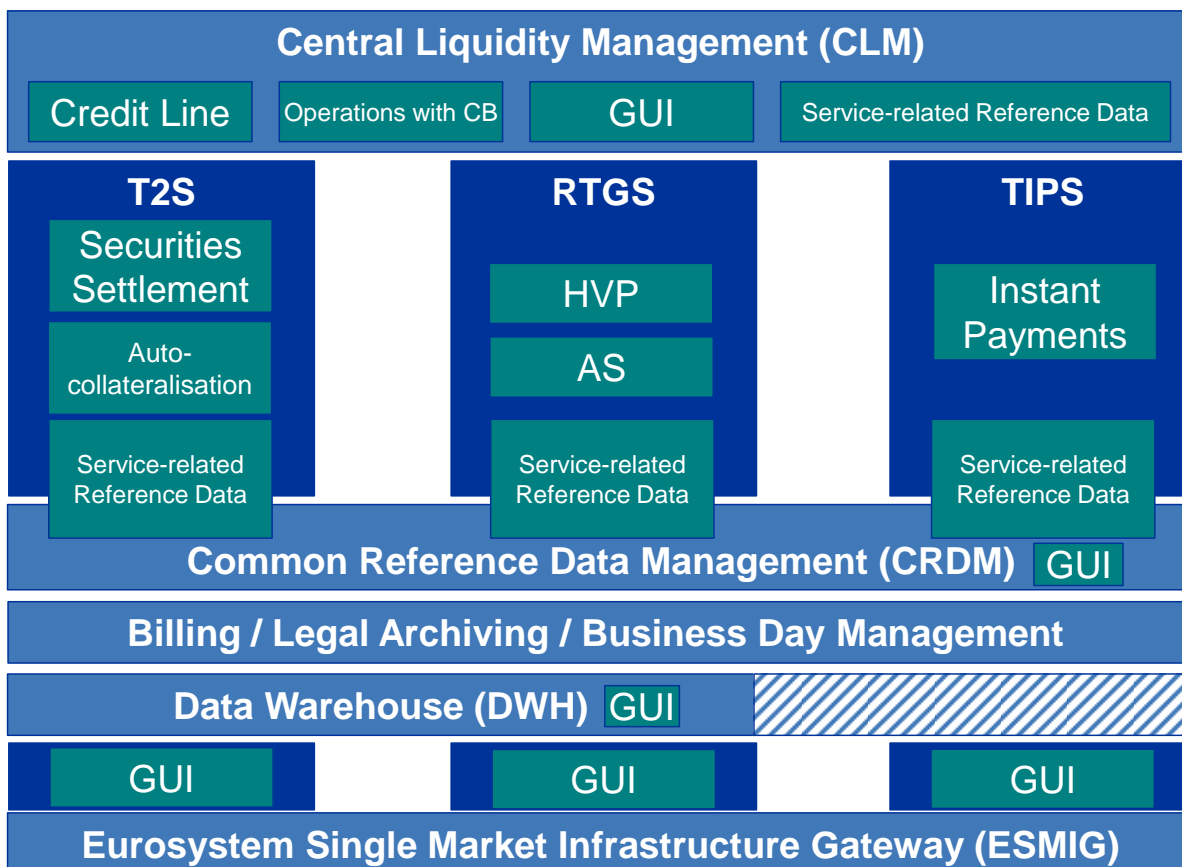 Central Liquidity Management (CLM)
Credit Line
Operations with CB
GUI
Service-related Reference Data
T2S
Securities
Settlement
Auto-
collateralisation
Service-related
Reference Data
RTGS
HVP
AS
Service-related
Reference Data
TIPS
Instant
Payments
Service-related
Reference Data
Common Reference Data Management (CRDM)
GUI
Billing / Legal Archiving / Business Day Management
Data Warehouse (DWH)
GUI
GUI
GUI
GUI
Eurosystem Single Market Infrastructure Gateway (ESMIG)